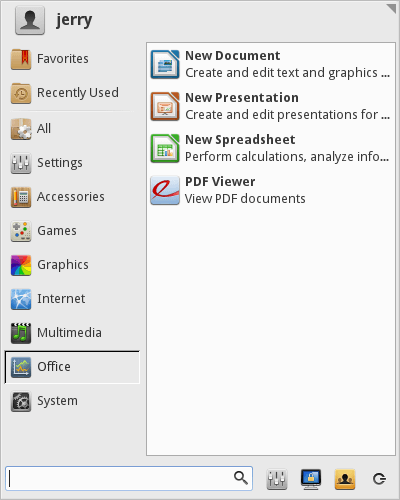 jerry
Favorites
Recently Used
All
Settings
Accessories
Games
Graphics
Internet
Multimedia
Office
System
New Document
Create and edit text and graphics ...
New Presentation
Create and edit presentations for ...
New Spreadsheet
Perform calculations, analyze info...
PDF Viewer
View PDF documents